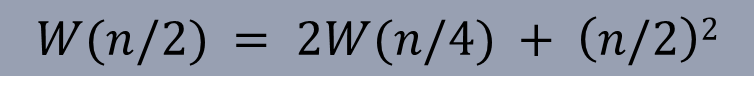 W(n/2) = 2W(n/4) + (n/2)²